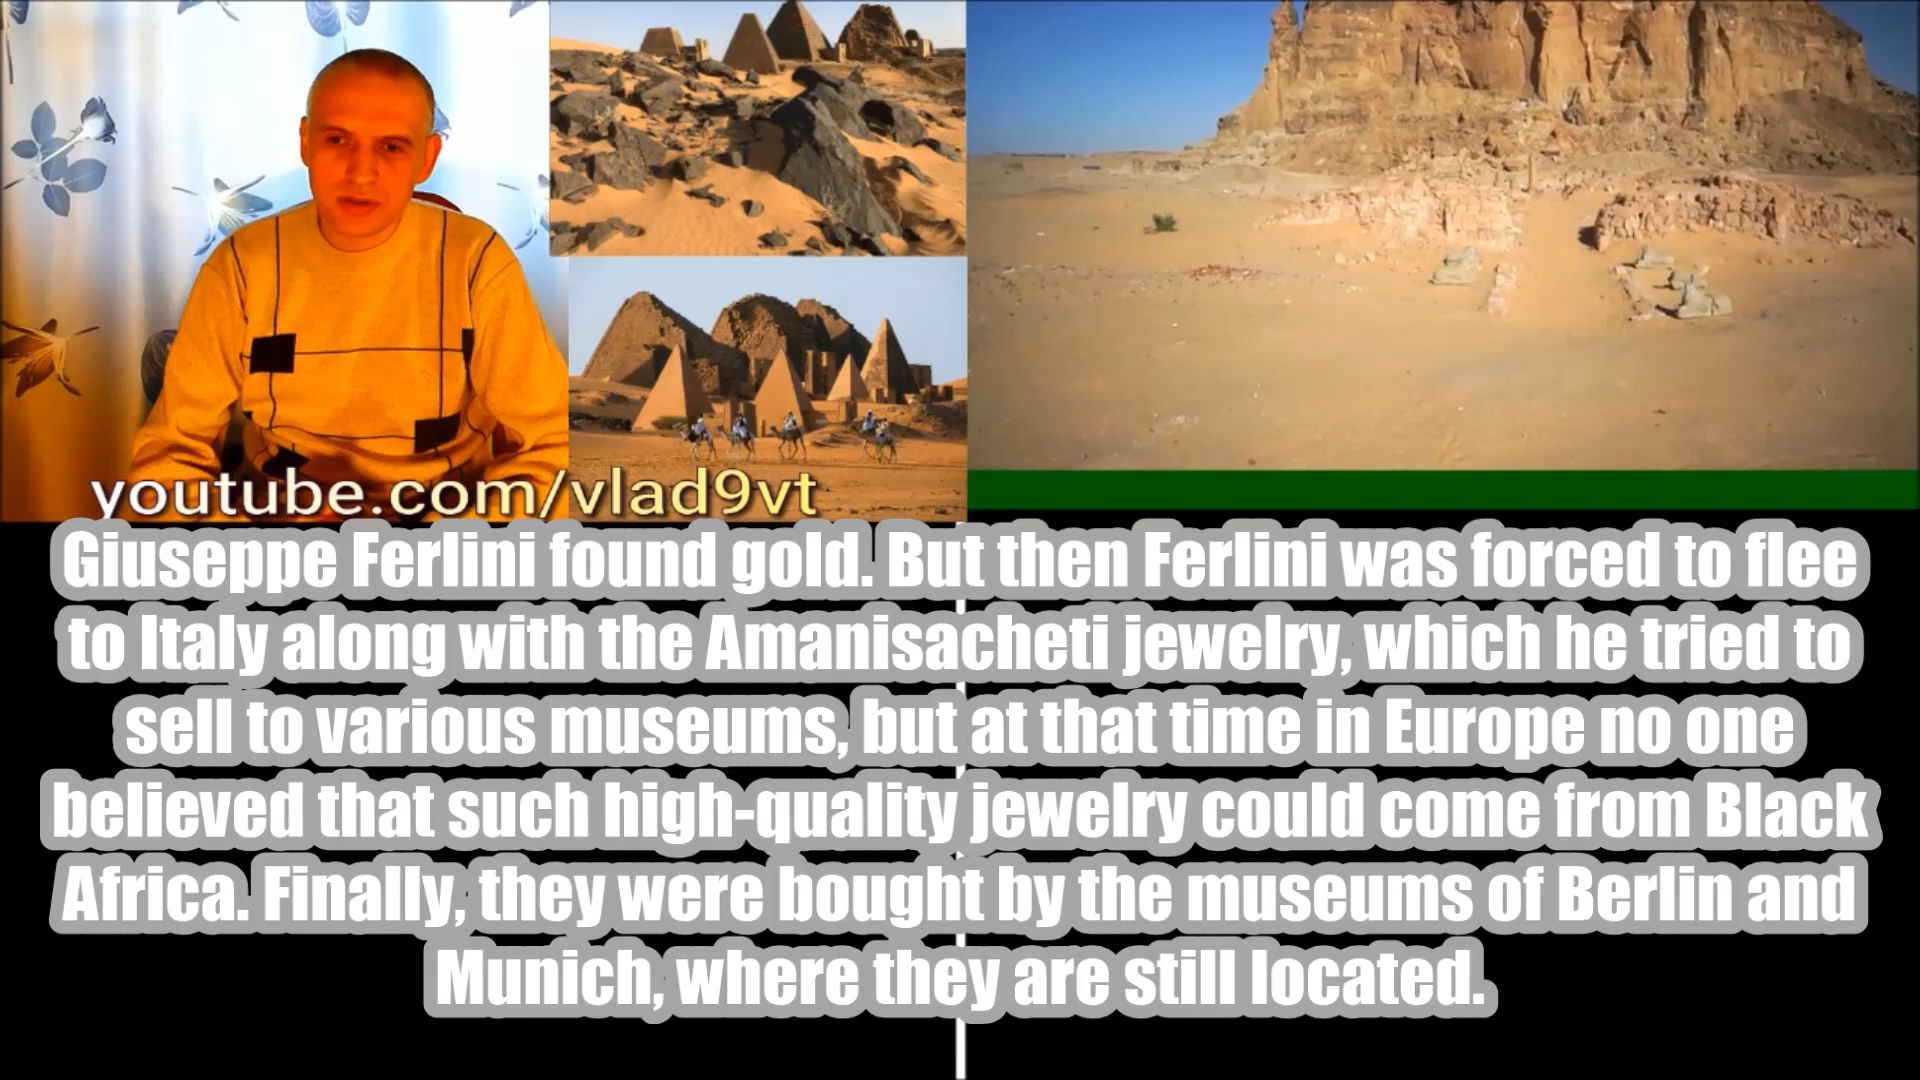 youtube.com/vlad9vt
Giuseppe Ferlini found gold. But then Ferlini was forced to flee
to Italy along with the Amanisacheti jewelry, which he tried to
sell to various museums, but at that time in Europe no one
believed that such high-quality jewelry could come from Black
Africa. Finally, they were bought by the museums of Berlin and
Munich, where they are still located.